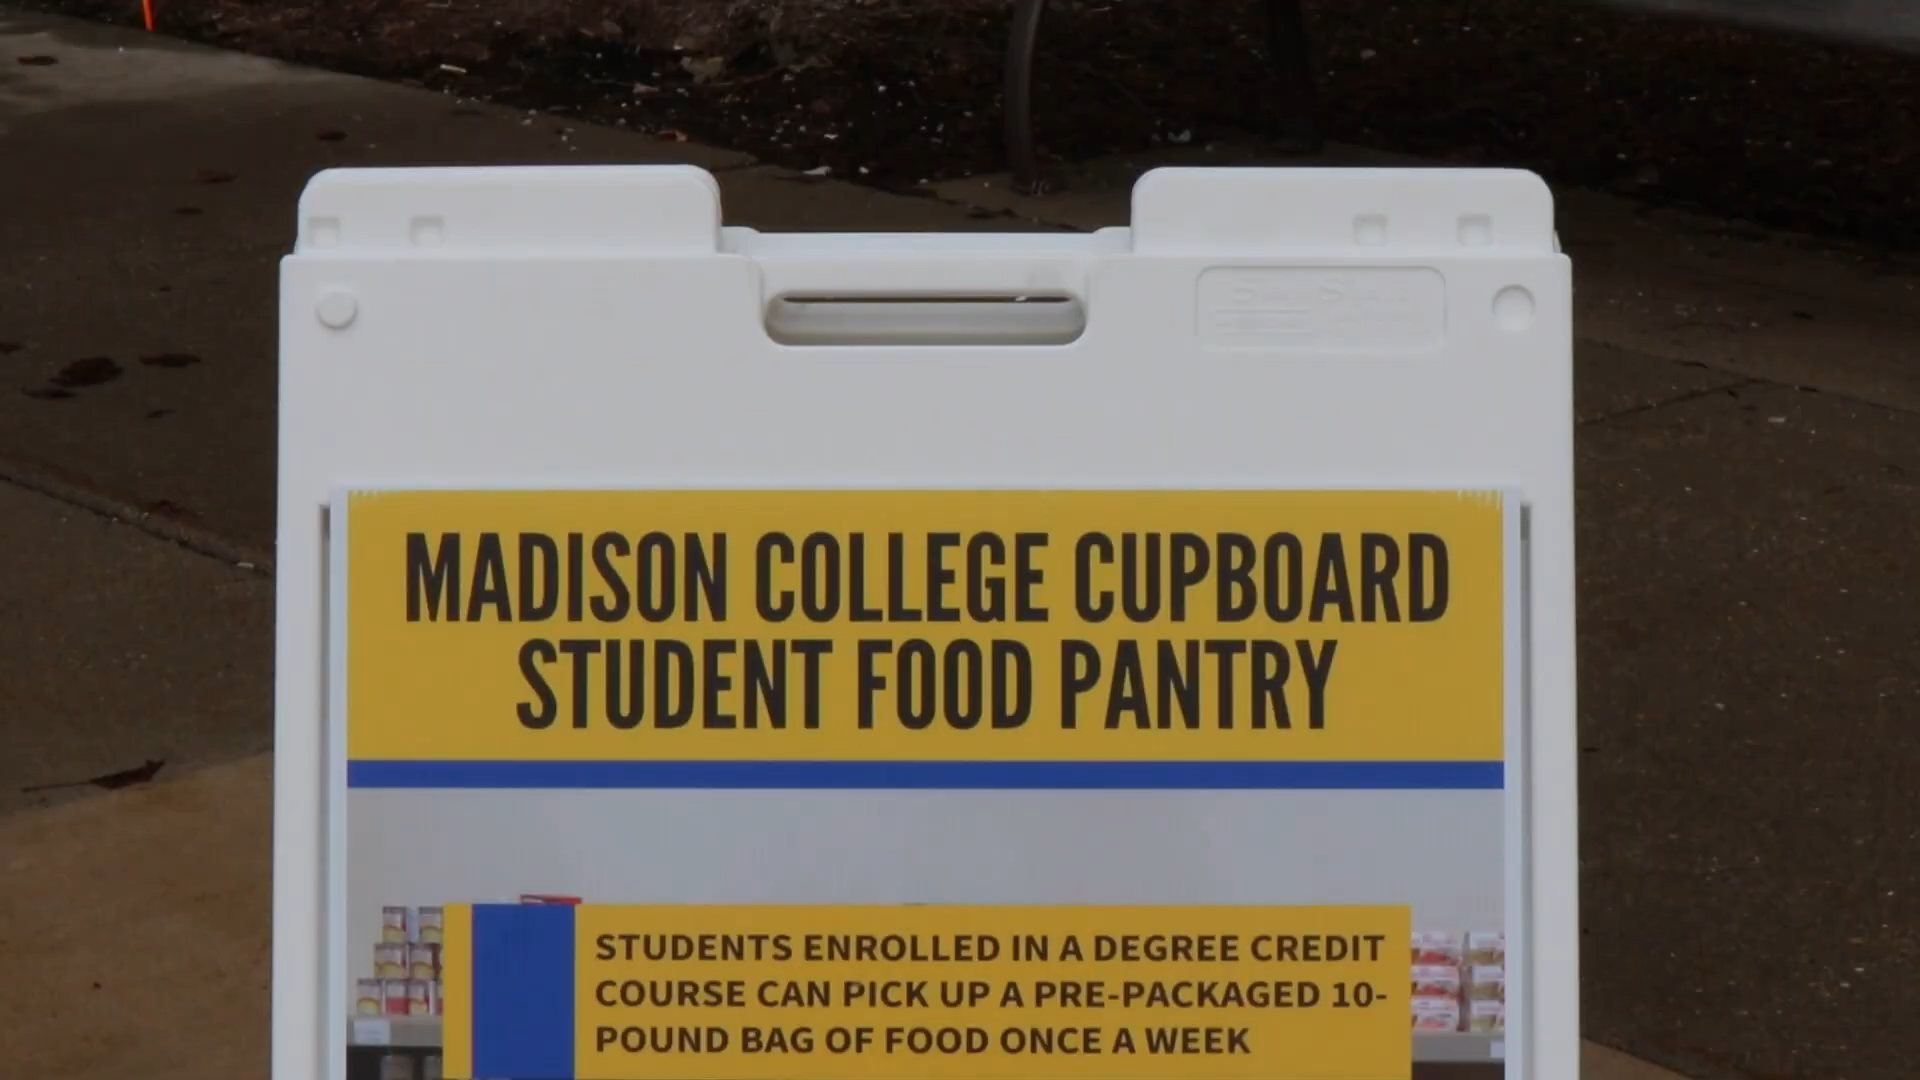 MADISON COLLEGE CUPBOARD
STUDENT FOOD PANTRY
STUDENTS ENROLLED IN A DEGREE CREDIT
COURSE CAN PICK UP A PRE-PACKAGED 10-
POUND BAG OF FOOD ONCE A WEEK